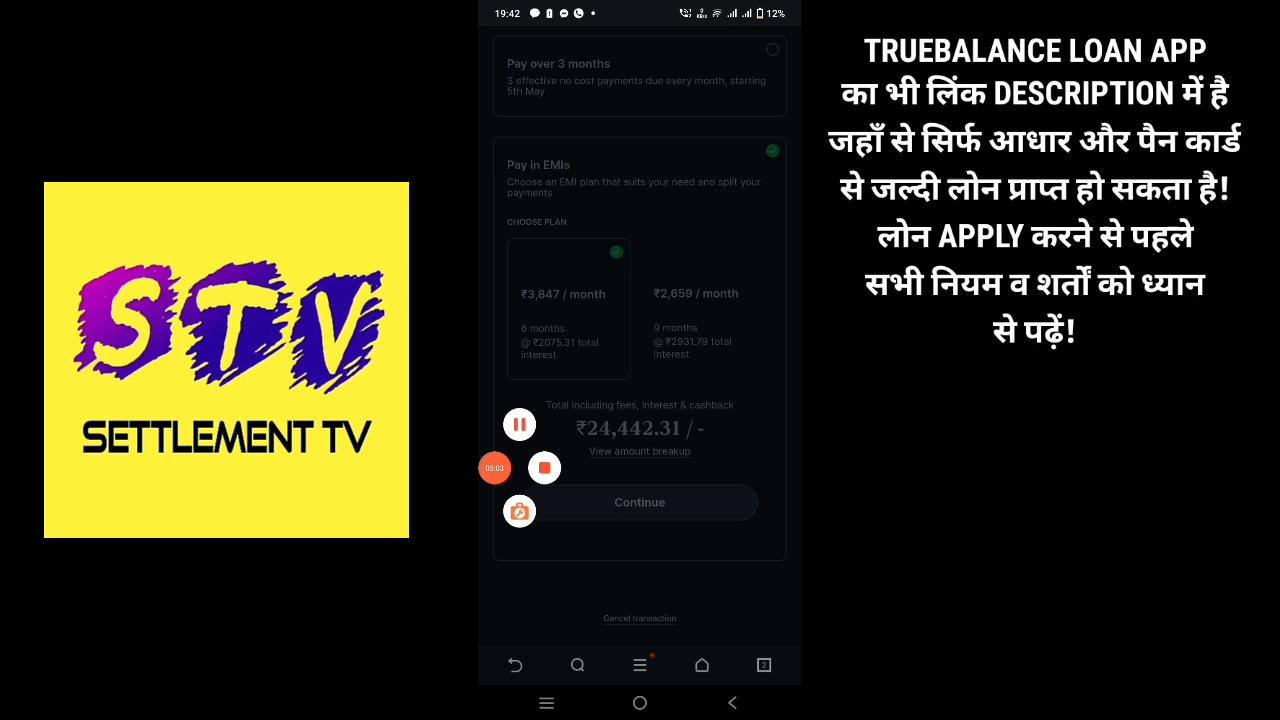 STV
SETTLEMENT TV
19:42
12%
Pay over 3 months
3 effective no cost payments due every month, starting
5th May
Pay in EMIs
Choose an EMI plan that suits your need and split your
payments
CHOOSE PLAN
₹3,847 / month
6 months
@ ₹2075.31 total
interest
₹2,659 / month
9 months
@ ₹2931.79 total
interest
Total including fees, interest & cashback
₹24,442.31 / -
View amount breakup
05:03
Continue
Cancel transaction
2
TRUEBALANCE LOAN APP
का भी लिंक DESCRIPTION में है
जहाँ से सिर्फ आधार और पैन कार्ड
से जल्दी लोन प्राप्त हो सकता है!
लोन APPLY करने से पहले
सभी नियम व शर्तों को ध्यान
से पढ़ें!